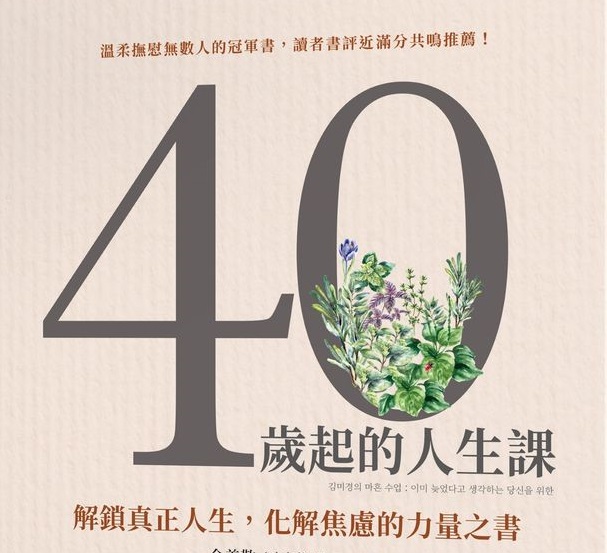 溫柔撫慰無數人的冠軍書，讀者書評近滿分共鳴推薦！
40
歲起的人生課
김미경의 마흔 수업 : 이미 늦었다고 생각하는 당신을 위한
解鎖真正人生，化解焦慮的力量之書